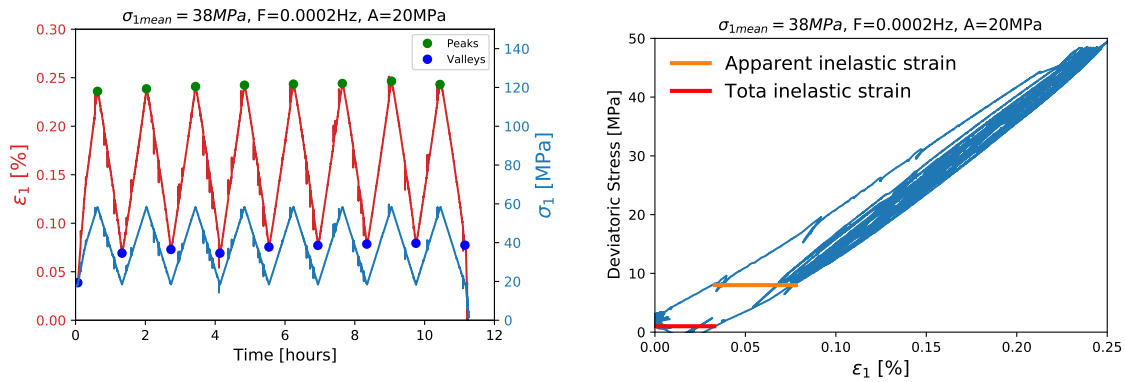 σ1mean = 38MPa, F=0.0002Hz, A=20MPa
Peaks
Valleys
0.30
0.25
0.20
0.15
0.10
0.05
0.00
ε1 [%]
140
120
100
80
60
40
20
0
σ1 [MPa]
0 2 4 6 8 10 12
Time [hours]
σ1mean = 38MPa, F=0.0002Hz, A=20MPa
Apparent inelastic strain
Tota inelastic strain
50
40
30
20
10
0
Deviatoric Stress [MPa]
0.00 0.05 0.10 0.15 0.20 0.25
ε1 [%]